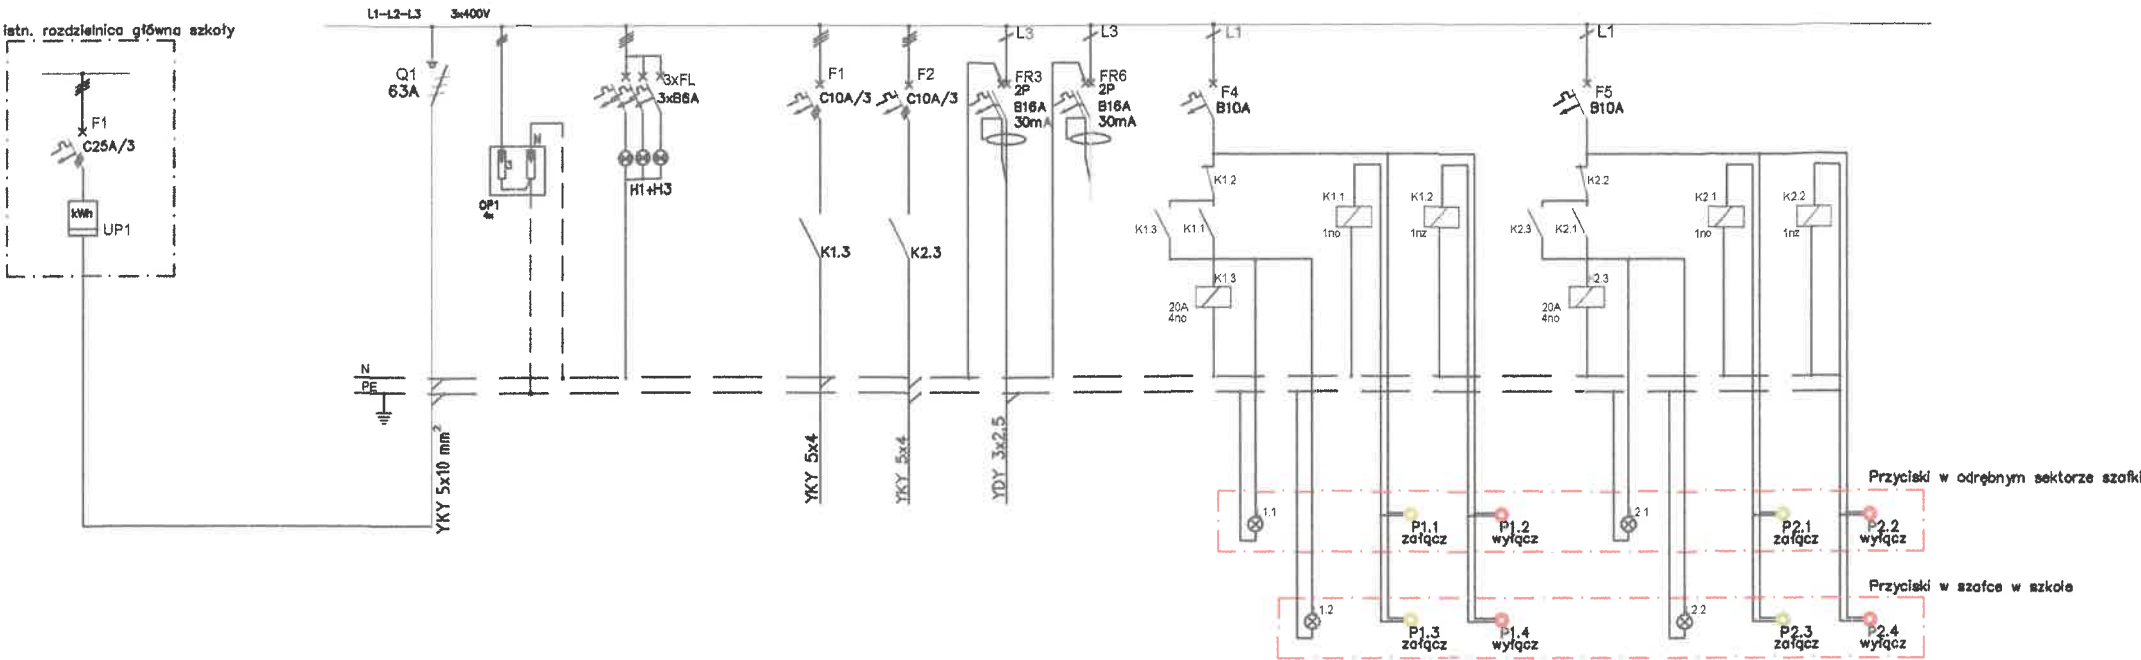 istn. rozdzielnica główna szkoły
F1
C25A/3
kWh
UP1
L1-L2-L3 3x400V
Q1
63A
N
3
OP1
4x
3xFL
3xB6A
H1+H3
F1
C10A/3
K1.3
F2
C10A/3
K2.3
L3
FR3
2P
B16A
30mA
L3
FR6
2P
B16A
30mA
L1
F4
B10A
K1.2
K1.3
K1.1
K1.3
20A
4no
K1.1
1no
K1.2
1nz
L1
F5
B10A
K2.2
K2.3
K2.1
2.3
20A
4no
K2.1
1no
K2.2
1nz
N
PE
YKY 5x10 mm²
YKY 5x4
YKY 5x4
YDY 3x2,5
Przyciski w odrębnym sektorze szafki
1.1
P1.1
załącz
P1.2
wyłącz
2.1
P2.1
załącz
P2.2
wyłącz
Przyciski w szafce w szkole
1.2
P1.3
załącz
P1.4
wyłącz
2.2
P2.3
załącz
P2.4
wyłącz